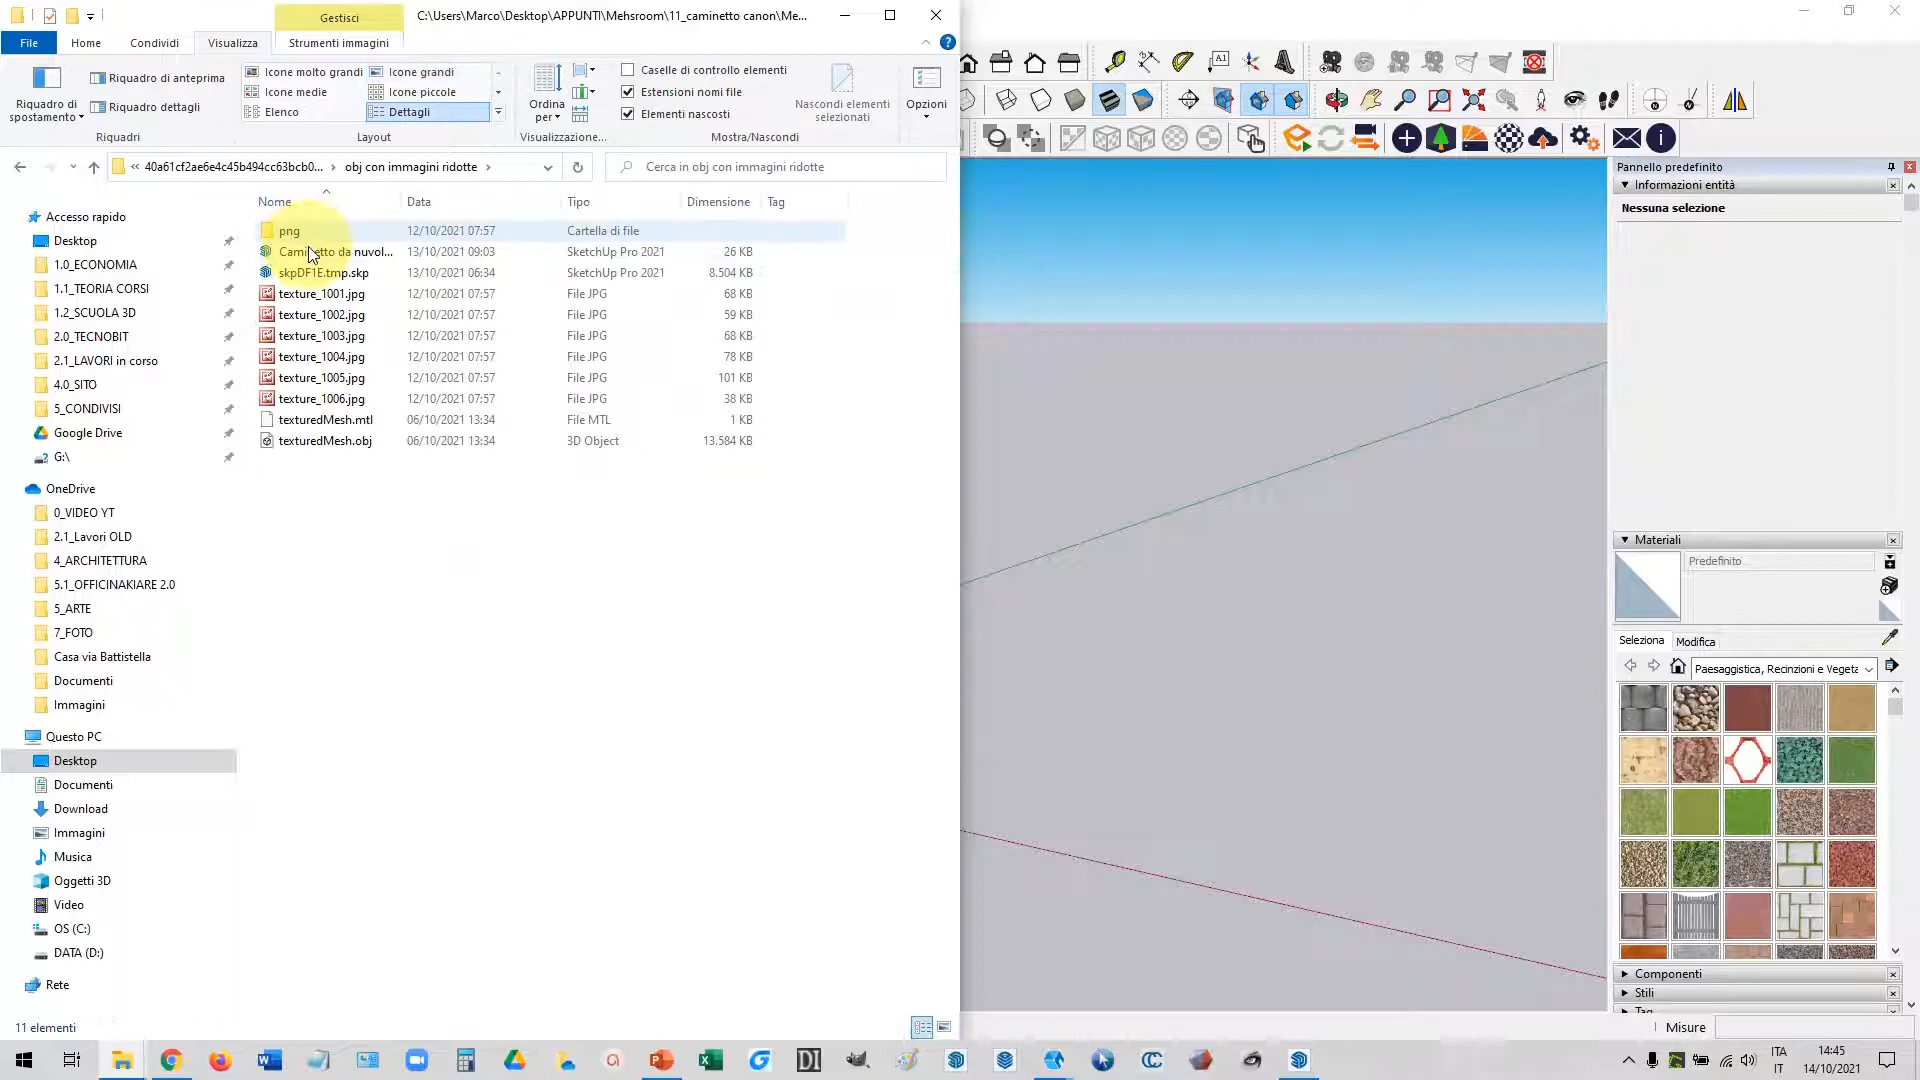 Gestisci
C:\Users\Marco\Desktop\APPUNTI\Mehsroom\11_caminetto canon\Me...
File
Home
Condividi
Visualizza
Strumenti immagini
Riquadro di spostamento
Riquadro di anteprima
Riquadro dettagli
Riquadri
Icone molto grandi
Icone grandi
Icone medie
Icone piccole
Elenco
Dettagli
Layout
Ordina per
Visualizzazione...
Caselle di controllo elementi
Estensioni nomi file
Elementi nascosti
Nascondi elementi selezionati
Mostra/Nascondi
Opzioni
« 40a61cf2ae6e4c45b494cc63bcb0... › obj con immagini ridotte ›
Cerca in obj con immagini ridotte
Nome Data Tipo Dimensione Tag
png 12/10/2021 07:57 Cartella di file
Caminetto da nuvol... 13/10/2021 09:03 SketchUp Pro 2021 26 KB
skpDF1E.tmp.skp 13/10/2021 06:34 SketchUp Pro 2021 8.504 KB
texture_1001.jpg 12/10/2021 07:57 File JPG 68 KB
texture_1002.jpg 12/10/2021 07:57 File JPG 59 KB
texture_1003.jpg 12/10/2021 07:57 File JPG 68 KB
texture_1004.jpg 12/10/2021 07:57 File JPG 78 KB
texture_1005.jpg 12/10/2021 07:57 File JPG 101 KB
texture_1006.jpg 12/10/2021 07:57 File JPG 38 KB
texturedMesh.mtl 06/10/2021 13:34 File MTL 1 KB
texturedMesh.obj 06/10/2021 13:34 3D Object 13.584 KB
Accesso rapido
Desktop
1.0_ECONOMIA
1.1_TEORIA CORSI
1.2_SCUOLA 3D
2.0_TECNOBIT
2.1_LAVORI in corso
4.0_SITO
5_CONDIVISI
Google Drive
G:\
OneDrive
0_VIDEO YT
2.1_Lavori OLD
4_ARCHITETTURA
5.1_OFFICINAKIARE 2.0
5_ARTE
7_FOTO
Casa via Battistella
Documenti
Immagini
Questo PC
Desktop
Documenti
Download
Immagini
Musica
Oggetti 3D
Video
OS (C:)
DATA (D:)
Rete
11 elementi
Pannello predefinito
Informazioni entità
Nessuna selezione
Materiali
Predefinito
Seleziona
Modifica
Paesaggistica, Recinzioni e Vegeta
Componenti
Stili
Misure
ITA
IT
14:45
14/10/2021